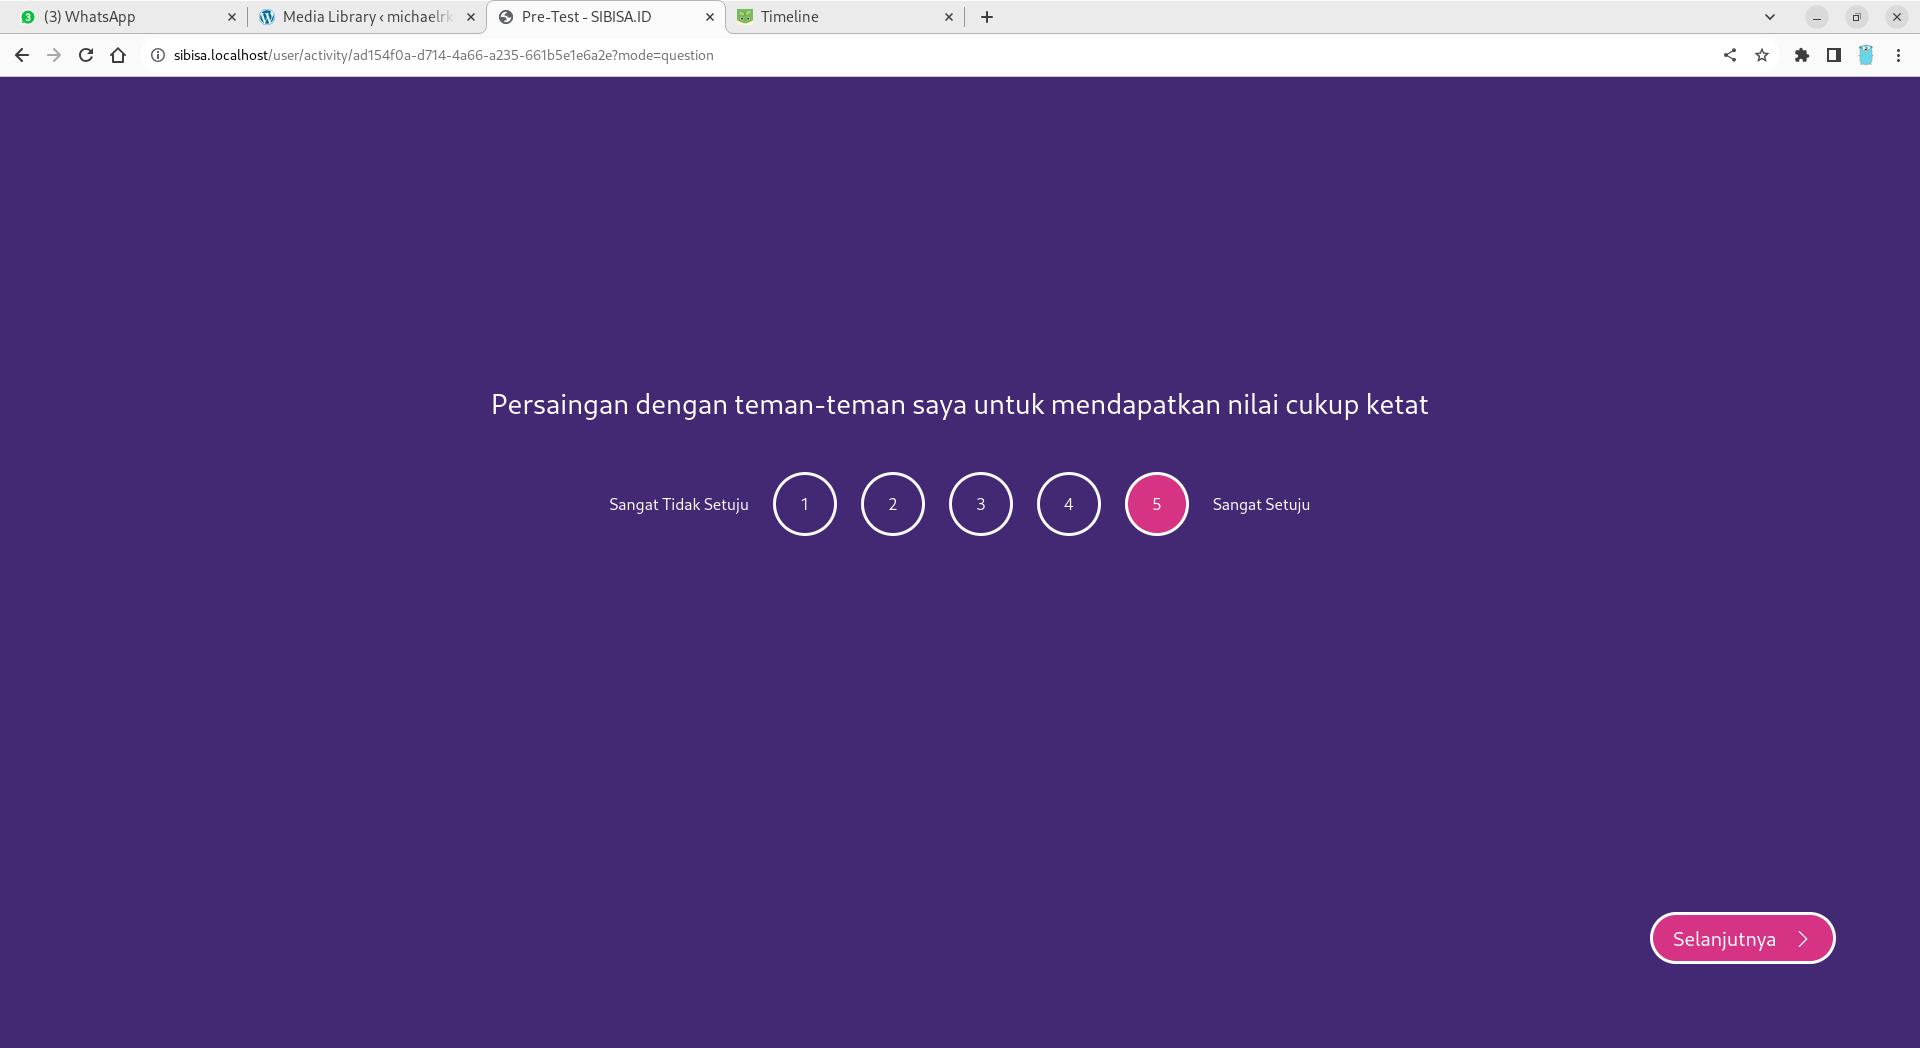 3 (3) WhatsApp
Media Library ‹ michaelrk
Pre-Test - SIBISA.ID
Timeline
sibisa.localhost/user/activity/ad154f0a-d714-4a66-a235-661b5e1e6a2e?mode=question
Persaingan dengan teman-teman saya untuk mendapatkan nilai cukup ketat
Sangat Tidak Setuju 1 2 3 4 5 Sangat Setuju
Selanjutnya